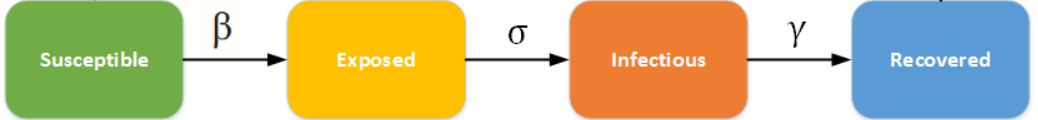 β σ γ
Susceptible Exposed Infectious Recovered